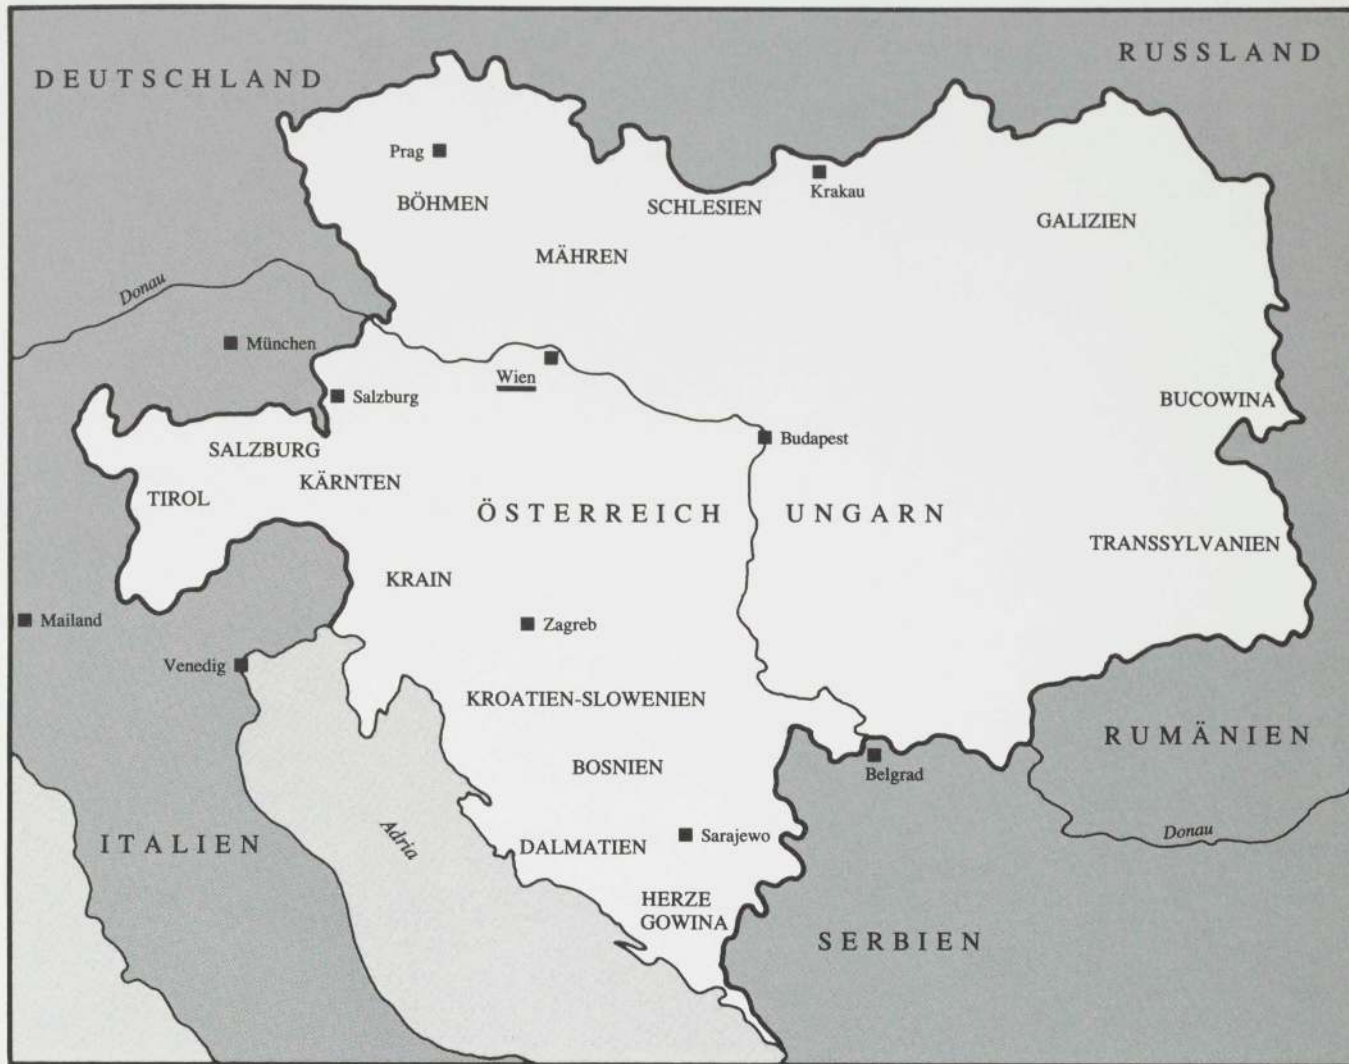 DEUTSCHLAND
RUSSLAND
Prag
BÖHMEN
SCHLESIEN
Krakau
GALIZIEN
MÄHREN
Donau
München
Wien
Salzburg
BUCOWINA
Budapest
SALZBURG
KÄRNTEN
TIROL
ÖSTERREICH UNGARN
TRANSSYLVANIEN
KRAIN
Mailand
Zagreb
Venedig
KROATIEN-SLOWENIEN
RUMÄNIEN
BOSNIEN
Belgrad
Donau
Adria
ITALIEN
DALMATIEN
Sarajewo
HERZE
GOWINA
SERBIEN